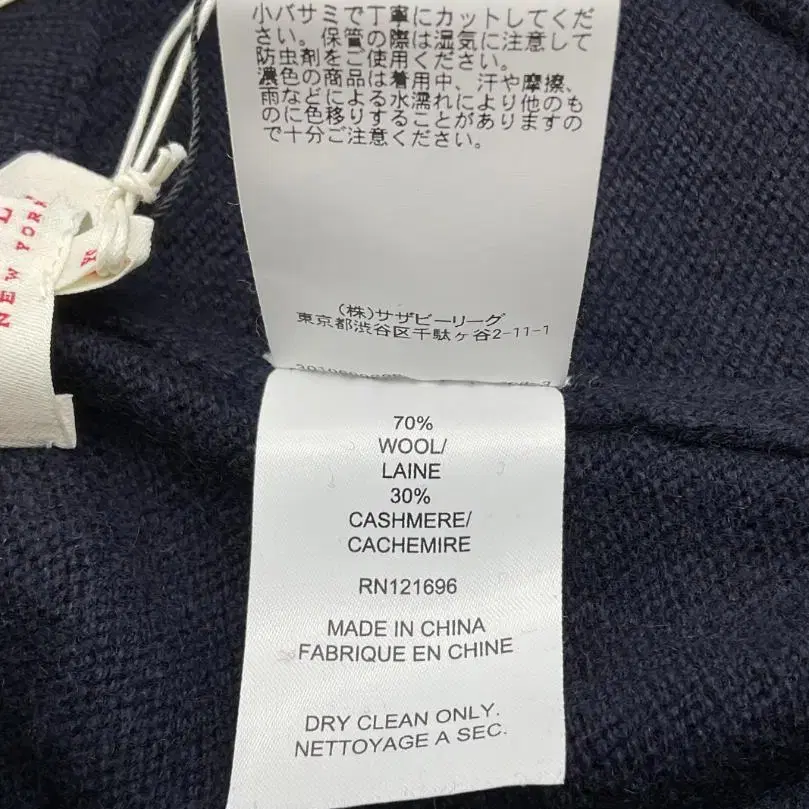 小バサミで丁寧にカットしてくだ
さい。保管の際は湿気に注意して
防虫剤をご使用ください。
濃色の商品は着用中、汗や摩擦、
雨などによる水濡れにより他のも
のに色移りすることがありますの
で十分ご注意ください。
(株)サザビーリーグ
東京都渋谷区千駄ヶ谷2-11-1
NEW YORK
70%
WOOL/
LAINE
30%
CASHMERE/
CACHEMIRE
RN121696
MADE IN CHINA
FABRIQUE EN CHINE
DRY CLEAN ONLY.
NETTOYAGE A SEC.